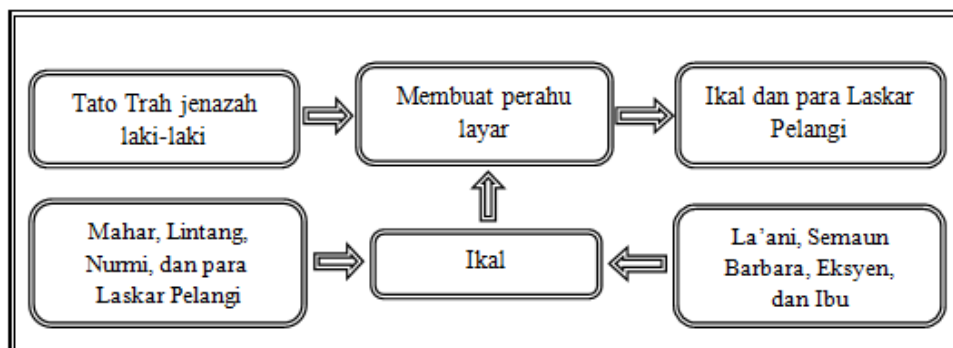 Tato Trah jenazah
laki-laki
Membuat perahu
layar
Ikal dan para Laskar
Pelangi
Mahar, Lintang,
Nurmi, dan para
Laskar Pelangi
Ikal
La’ani, Semaun
Barbara, Eksyen,
dan Ibu